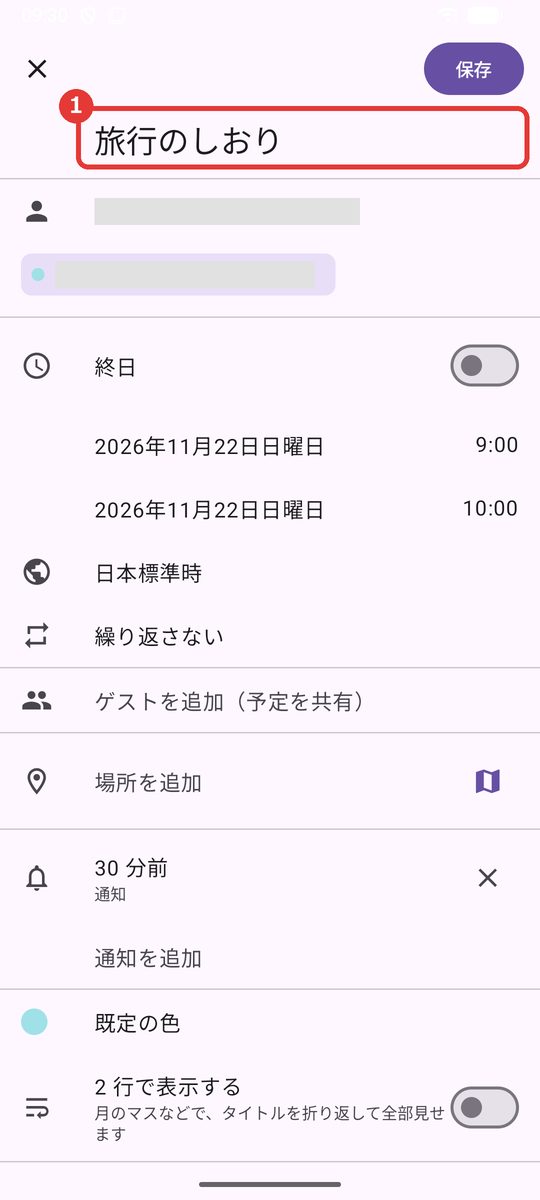 09:30
保存
1
旅行のしおり
終日
2026年11月22日日曜日 9:00
2026年11月22日日曜日 10:00
日本標準時
繰り返さない
ゲストを追加（予定を共有）
場所を追加
30 分前
通知
通知を追加
既定の色
2 行で表示する
月のマスなどで、タイトルを折り返して全部見せ
ます